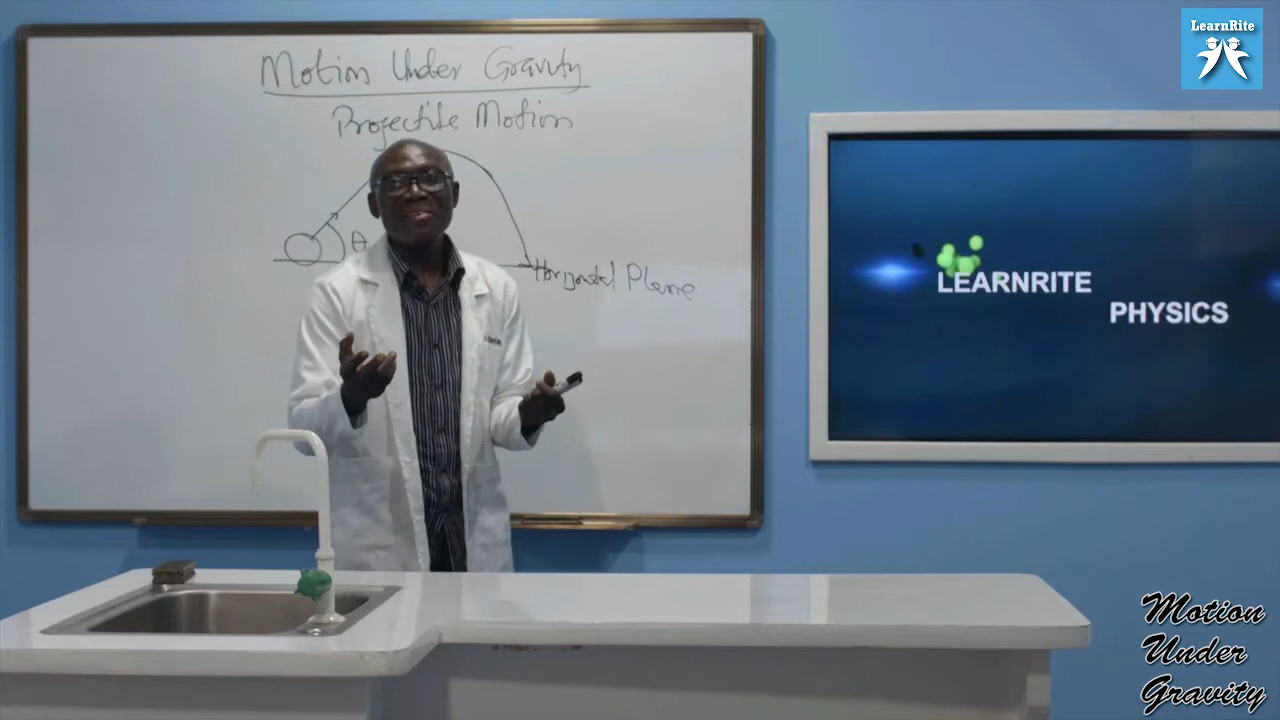 Motion Under Gravity
Projectile Motion
θ
Horizontal Plane
LearnRite
LEARNRITE
PHYSICS
Motion
Under
Gravity